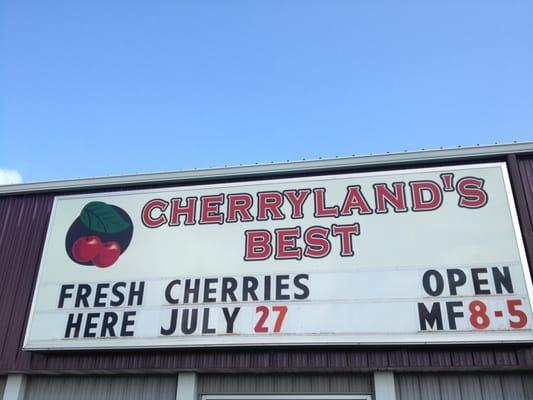 CHERRYLAND'S
BEST
FRESH CHERRIES
HERE JULY 27
OPEN
MF 8-5